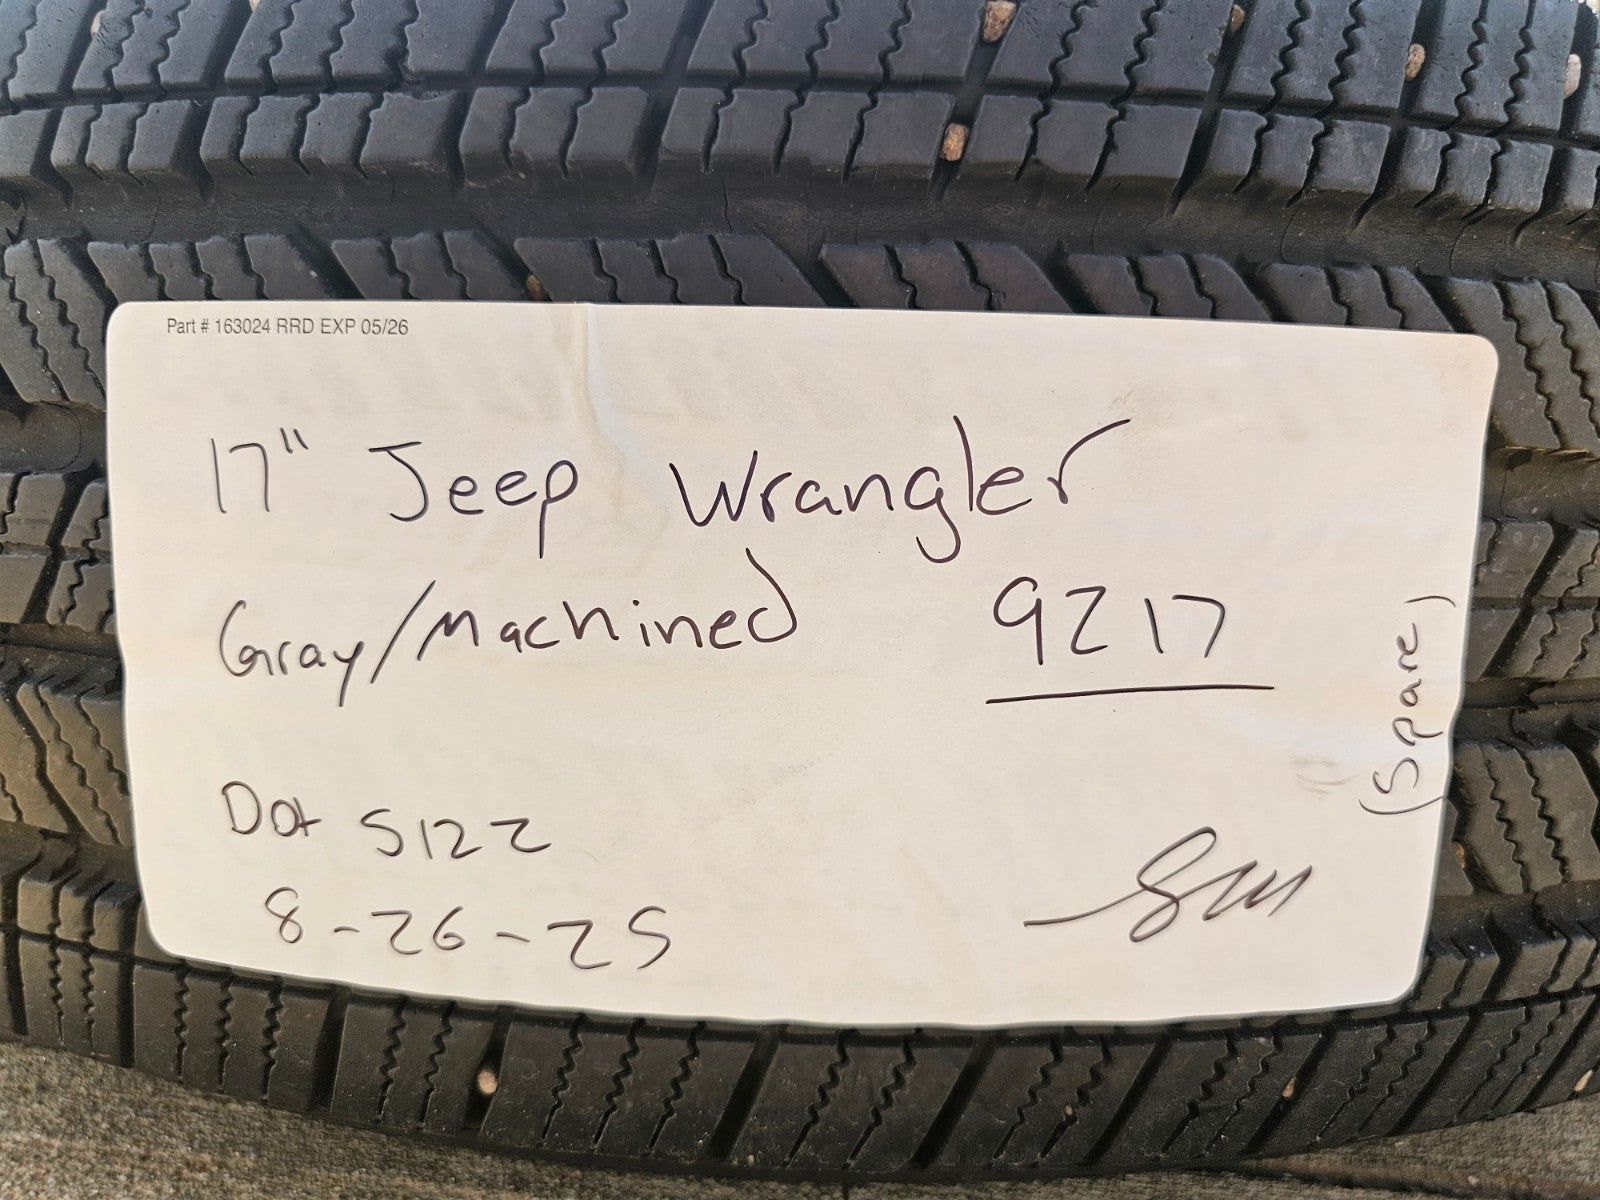 Part # 163024 RRD EXP 05/26
17" Jeep Wrangler
Gray/Machined 9217
(Spare)
Dot 5122
8-26-25